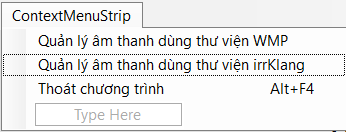 ContextMenuStrip
Quản lý âm thanh dùng thư viện WMP
Quản lý âm thanh dùng thư viện irrKlang
Thoát chương trình Alt+F4
Type Here